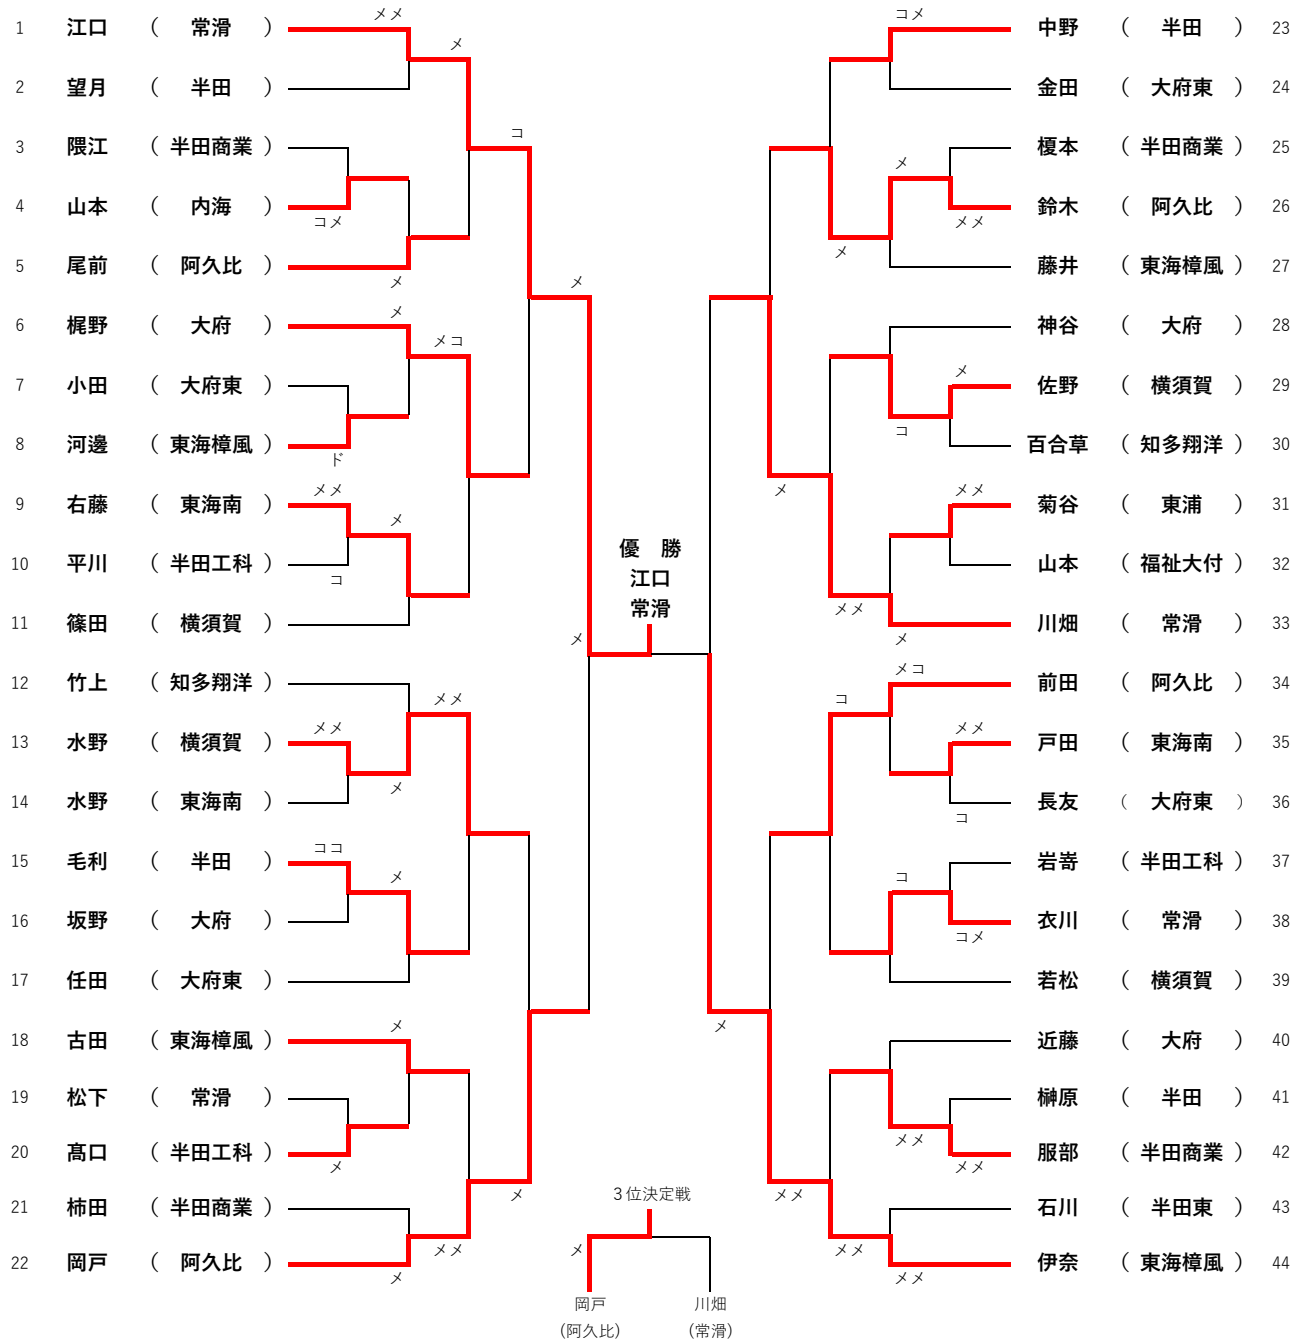 1 江口 ( 常滑 )
2 望月 ( 半田 )
3 隈江 ( 半田商業 )
4 山本 ( 内海 )
5 尾前 ( 阿久比 )
6 梶野 ( 大府 )
7 小田 ( 大府東 )
8 河邊 ( 東海樟風 )
9 右藤 ( 東海南 )
10 平川 ( 半田工科 )
11 篠田 ( 横須賀 )
12 竹上 ( 知多翔洋 )
13 水野 ( 横須賀 )
14 水野 ( 東海南 )
15 毛利 ( 半田 )
16 坂野 ( 大府 )
17 任田 ( 大府東 )
18 古田 ( 東海樟風 )
19 松下 ( 常滑 )
20 髙口 ( 半田工科 )
21 柿田 ( 半田商業 )
22 岡戸 ( 阿久比 )
メメ
メ
コ
コメ
メ
メ
メ
メコ
ド
メメ
メ
コ
メ
メメ
メメ
メ
ココ
メ
メ
メ
メ
メメ
メ
メ
優 勝
江口
常滑
3位決定戦
メ
岡戸
(阿久比)
川畑
(常滑)
コメ
メ
メメ
メ
メ
コ
メ
メメ
メメ
メ
メコ
コ
メメ
コ
コ
コメ
メ
メメ
メメ
メメ
メメ
メメ
中野 ( 半田 ) 23
金田 ( 大府東 ) 24
榎本 ( 半田商業 ) 25
鈴木 ( 阿久比 ) 26
藤井 ( 東海樟風 ) 27
神谷 ( 大府 ) 28
佐野 ( 横須賀 ) 29
百合草 ( 知多翔洋 ) 30
菊谷 ( 東浦 ) 31
山本 ( 福祉大付 ) 32
川畑 ( 常滑 ) 33
前田 ( 阿久比 ) 34
戸田 ( 東海南 ) 35
長友 ( 大府東 ) 36
岩嵜 ( 半田工科 ) 37
衣川 ( 常滑 ) 38
若松 ( 横須賀 ) 39
近藤 ( 大府 ) 40
榊原 ( 半田 ) 41
服部 ( 半田商業 ) 42
石川 ( 半田東 ) 43
伊奈 ( 東海樟風 ) 44